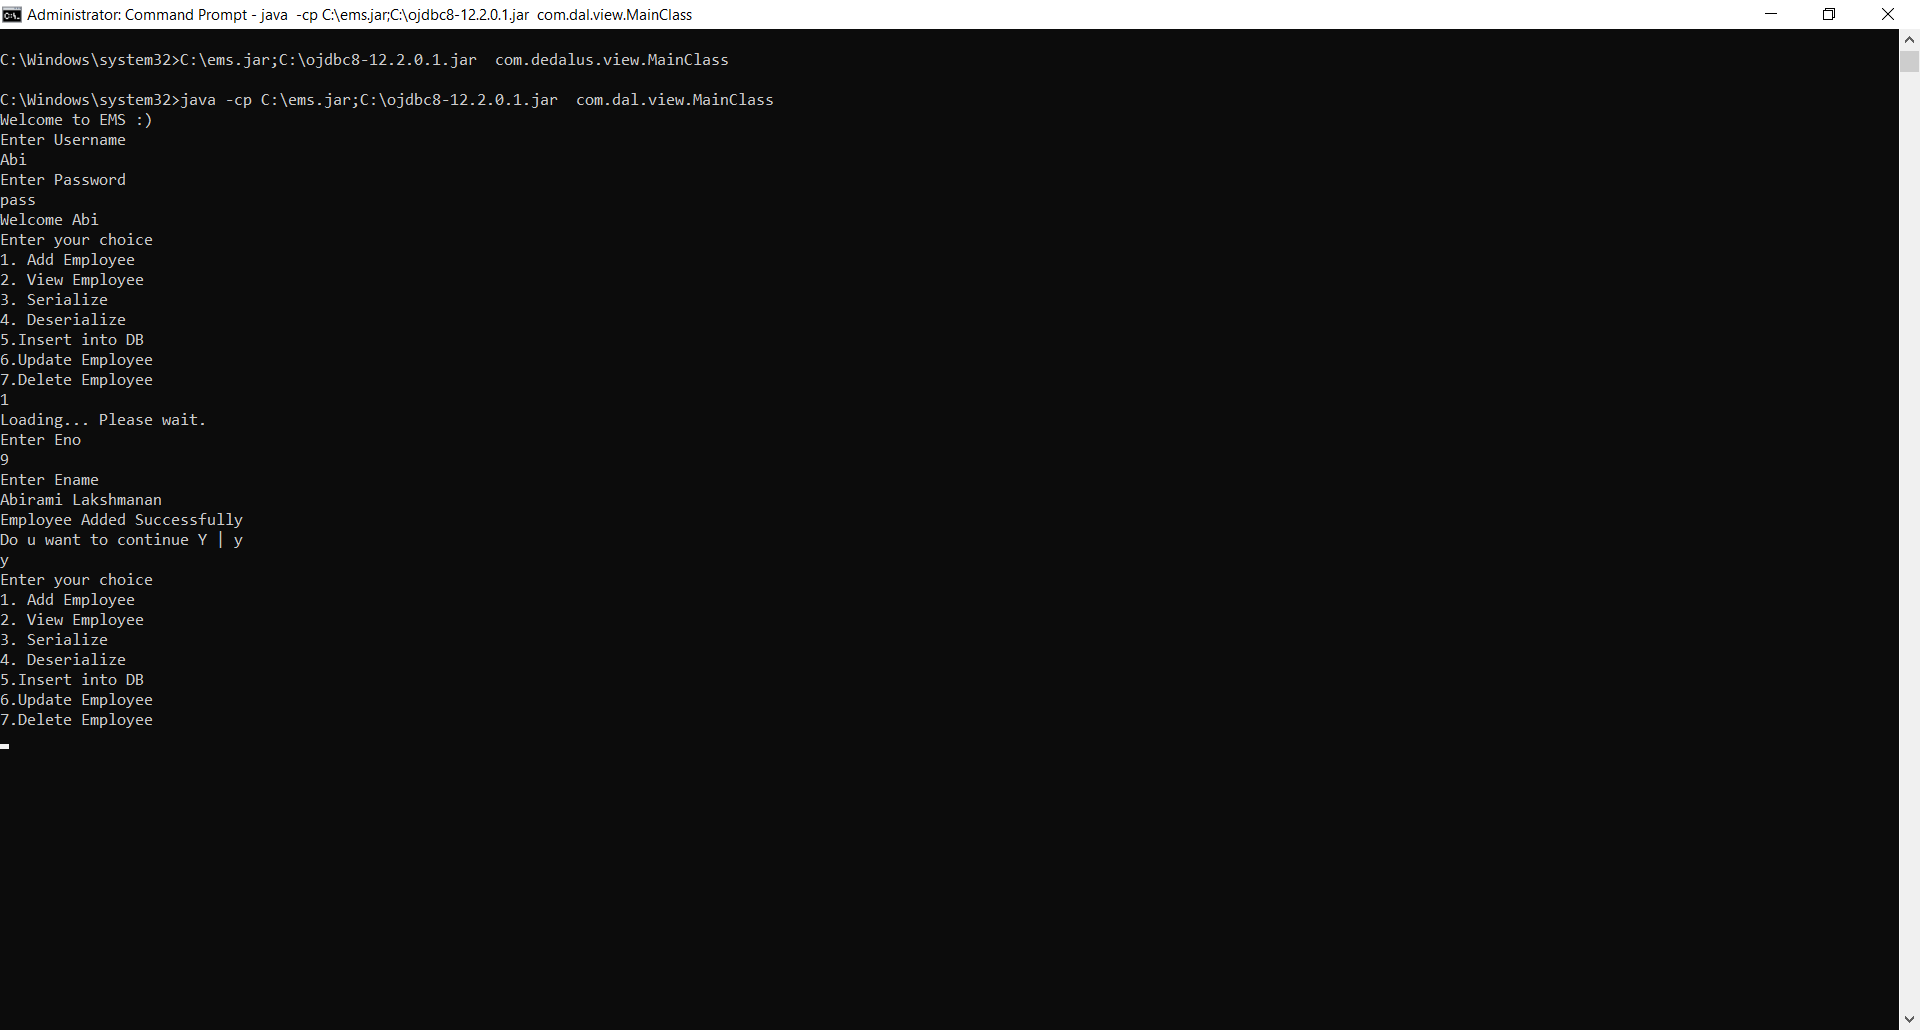 Administrator: Command Prompt - java  -cp C:\ems.jar;C:\ojdbc8-12.2.0.1.jar  com.dal.view.MainClass
C:\Windows\system32>C:\ems.jar;C:\ojdbc8-12.2.0.1.jar  com.dedalus.view.MainClass
C:\Windows\system32>java -cp C:\ems.jar;C:\ojdbc8-12.2.0.1.jar  com.dal.view.MainClass
Welcome to EMS :)
Enter Username
Abi
Enter Password
pass
Welcome Abi
Enter your choice
1. Add Employee
2. View Employee
3. Serialize
4. Deserialize
5.Insert into DB
6.Update Employee
7.Delete Employee
1
Loading... Please wait.
Enter Eno
9
Enter Ename
Abirami Lakshmanan
Employee Added Successfully
Do u want to continue Y | y
y
Enter your choice
1. Add Employee
2. View Employee
3. Serialize
4. Deserialize
5.Insert into DB
6.Update Employee
7.Delete Employee